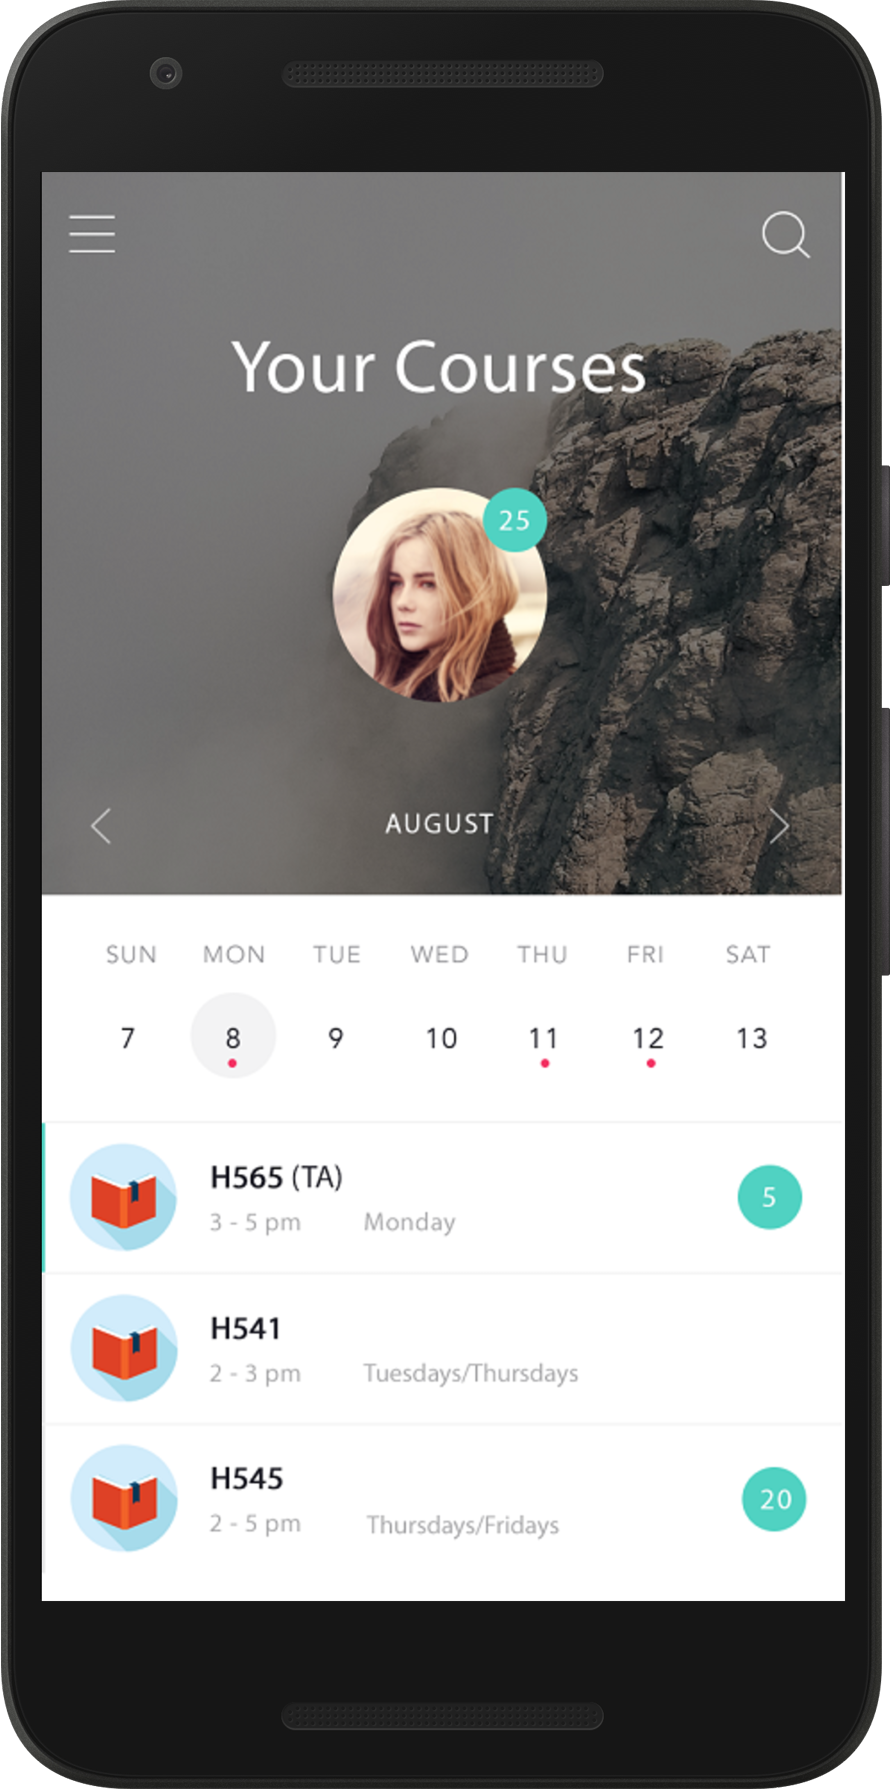 Your Courses
25
AUGUST
SUN MON TUE WED THU FRI SAT
7 8 9 10 11 12 13
H565 (TA)
3 - 5 pm Monday
5
H541
2 - 3 pm Tuesdays/Thursdays
H545
2 - 5 pm Thursdays/Fridays
20